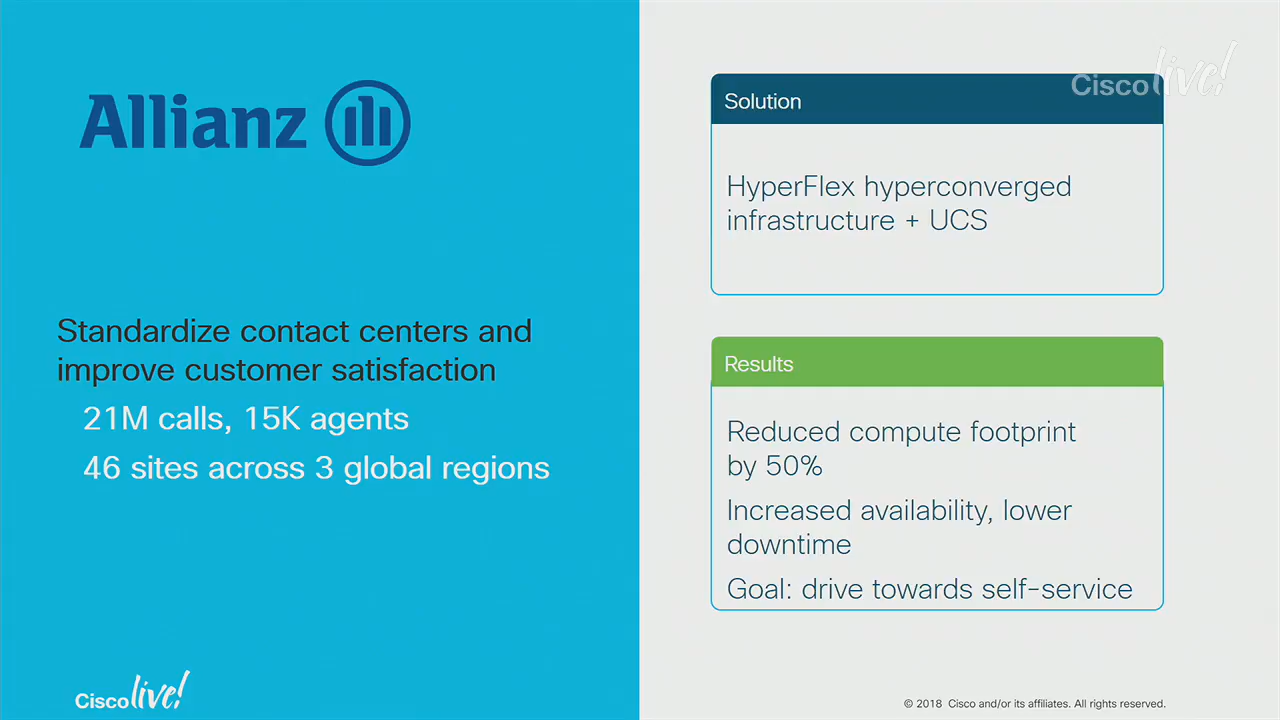 Allianz
Standardize contact centers and
improve customer satisfaction
21M calls, 15K agents
46 sites across 3 global regions
Cisco live!
Cisco live!
Solution
HyperFlex hyperconverged
infrastructure + UCS
Results
Reduced compute footprint
by 50%
Increased availability, lower
downtime
Goal: drive towards self-service
© 2018 Cisco and/or its affiliates. All rights reserved.